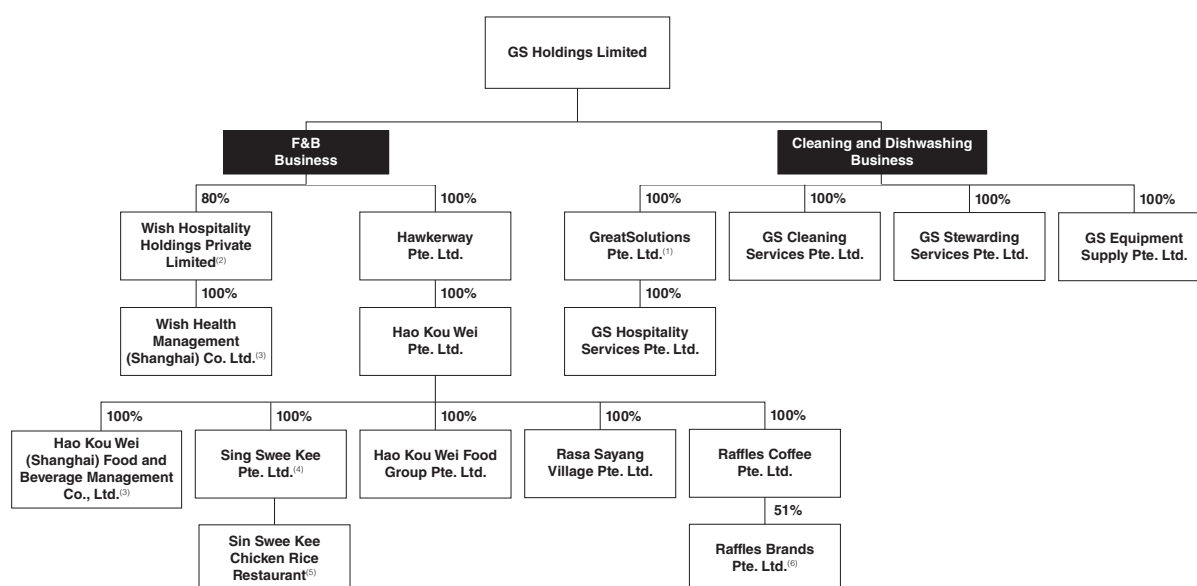 GS Holdings Limited
F&B
Business
Cleaning and Dishwashing
Business
80%
100%
100%
100%
100%
100%
Wish Hospitality
Holdings Private
Limited(2)
Hawkerway
Pte. Ltd.
GreatSolutions
Pte. Ltd.(1)
GS Cleaning
Services Pte. Ltd.
GS Stewarding
Services Pte. Ltd.
GS Equipment
Supply Pte. Ltd.
100%
100%
100%
Wish Health
Management
(Shanghai) Co. Ltd.(3)
Hao Kou Wei
Pte. Ltd.
GS Hospitality
Services Pte. Ltd.
100%
100%
100%
100%
100%
Hao Kou Wei
(Shanghai) Food and
Beverage Management
Co., Ltd.(3)
Sing Swee Kee
Pte. Ltd.(4)
Hao Kou Wei Food
Group Pte. Ltd.
Rasa Sayang
Village Pte. Ltd.
Raffles Coffee
Pte. Ltd.
51%
Sin Swee Kee
Chicken Rice
Restaurant(5)
Raffles Brands
Pte. Ltd.(6)